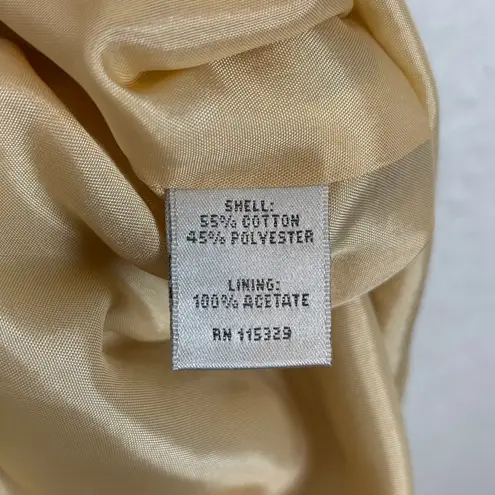 SHELL:
55% COTTON
45% POLYESTER
LINING:
100% ACETATE
RN 115329